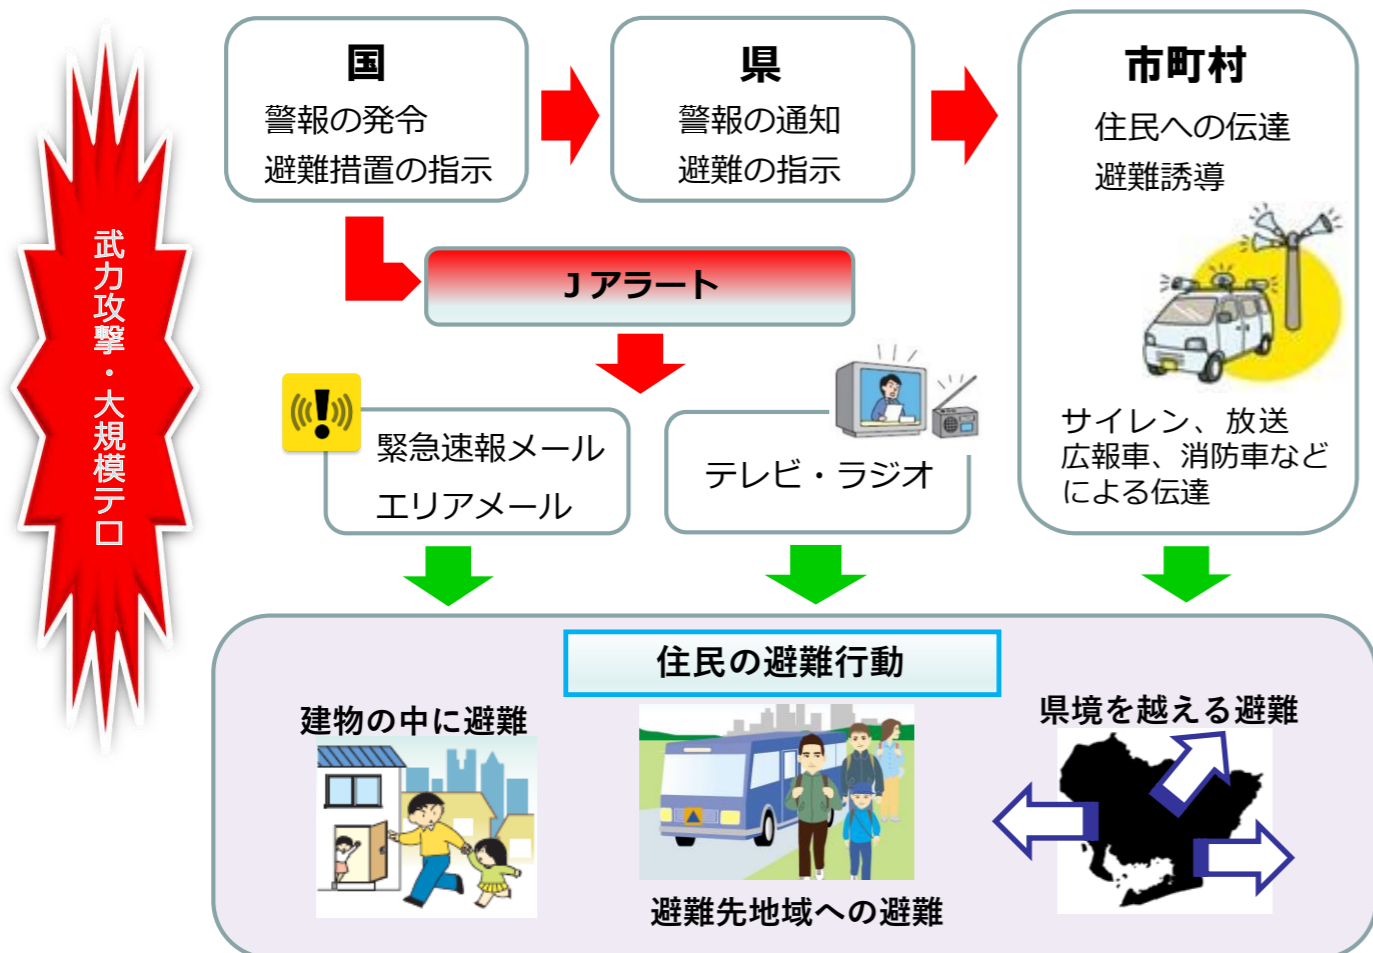 武力攻撃・大規模テロ
国
警報の発令
避難措置の指示
県
警報の通知
避難の指示
市町村
住民への伝達
避難誘導
サイレン、放送
広報車、消防車など
による伝達
Jアラート
緊急速報メール
エリアメール
テレビ・ラジオ
住民の避難行動
建物の中に避難
避難先地域への避難
県境を越える避難